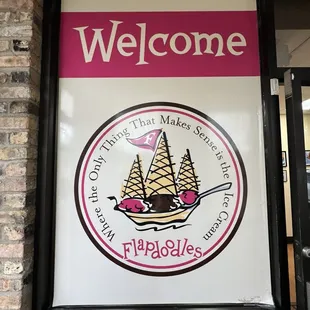 Welcome
Where the Only Thing That Makes Sense is the Ice Cream
F
Flapdoodles